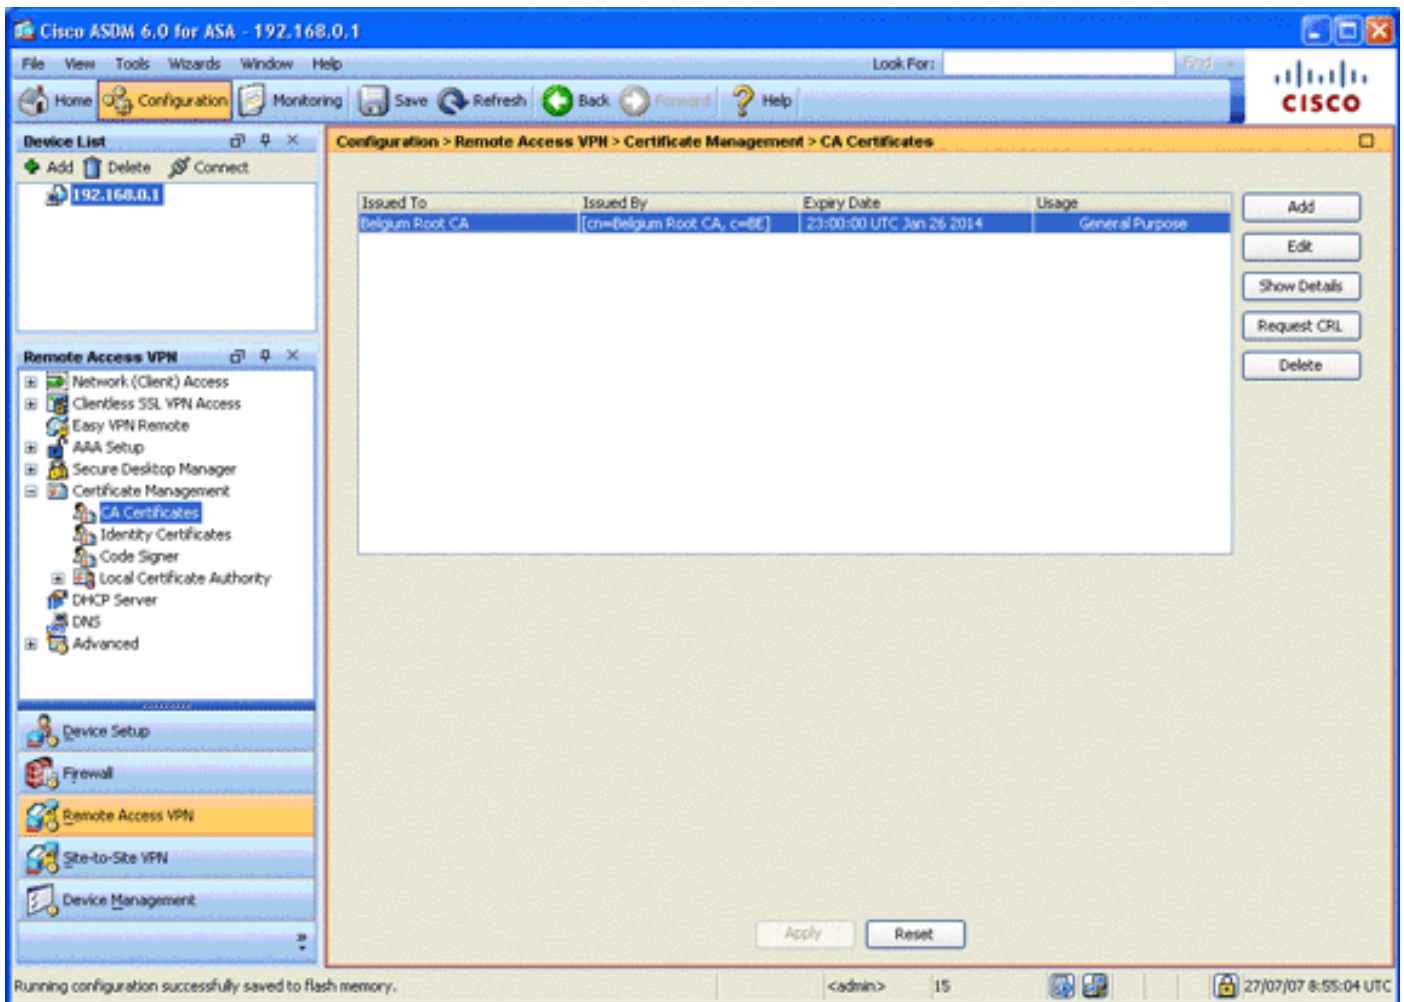 Cisco ASDM 6.0 for ASA - 192.168.0.1
File View Tools Wizards Window Help Look For: Find
Home Configuration Monitoring Save Refresh Back Forward Help
CISCO
Device List
Add Delete Connect
192.168.0.1
Configuration > Remote Access VPN > Certificate Management > CA Certificates
Issued To Issued By Expiry Date Usage
Belgium Root CA [cn=Belgium Root CA, c=BE] 23:00:00 UTC Jan 26 2014 General Purpose
Add
Edit
Show Details
Request CRL
Delete
Remote Access VPN
Network (Client) Access
Clientless SSL VPN Access
Easy VPN Remote
AAA Setup
Secure Desktop Manager
Certificate Management
CA Certificates
Identity Certificates
Code Signer
Local Certificate Authority
DHCP Server
DNS
Advanced
Device Setup
Firewall
Remote Access VPN
Site-to-Site VPN
Device Management
Apply Reset
Running configuration successfully saved to flash memory. <admin> 15 27/07/07 8:55:04 UTC